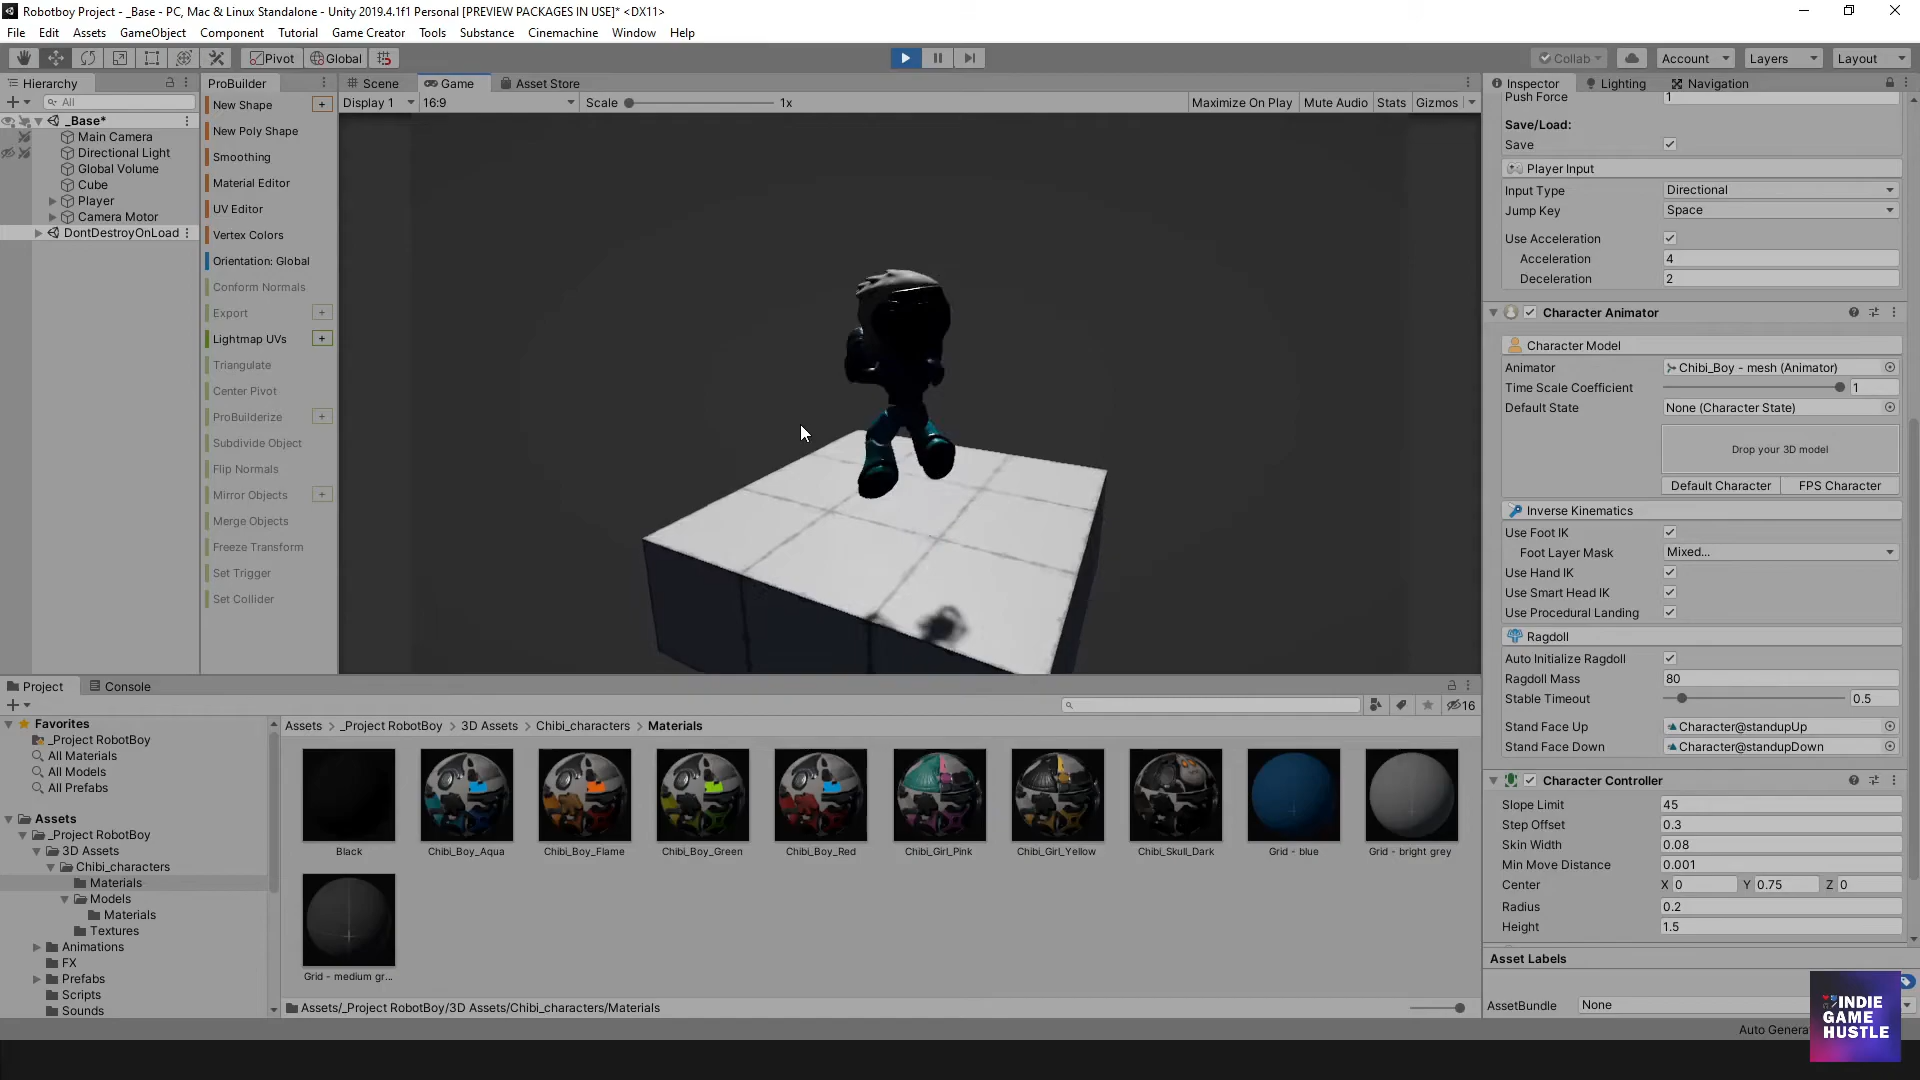 Robotboy Project - _Base - PC, Mac & Linux Standalone - Unity 2019.4.1f1 Personal [PREVIEW PACKAGES IN USE]* <DX11>
File Edit Assets GameObject Component Tutorial Game Creator Tools Substance Cinemachine Window Help
Pivot Global Collab Account Layers Layout
Hierarchy
All
_Base*
Main Camera
Directional Light
Global Volume
Cube
Player
Camera Motor
DontDestroyOnLoad
ProBuilder
New Shape +
New Poly Shape
Smoothing
Material Editor
UV Editor
Vertex Colors
Orientation: Global
Conform Normals
Export +
Lightmap UVs +
Triangulate
Center Pivot
ProBuilderize +
Subdivide Object
Flip Normals
Mirror Objects +
Merge Objects
Freeze Transform
Set Trigger
Set Collider
Scene Game Asset Store
Display 1 16:9 Scale 1x Maximize On Play Mute Audio Stats Gizmos
Inspector Lighting Navigation
Push Force 1
Save/Load:
Save
Player Input
Input Type Directional
Jump Key Space
Use Acceleration
Acceleration 4
Deceleration 2
Character Animator
Character Model
Animator Chibi_Boy - mesh (Animator)
Time Scale Coefficient 1
Default State None (Character State)
Drop your 3D model
Default Character FPS Character
Inverse Kinematics
Use Foot IK
Foot Layer Mask Mixed...
Use Hand IK
Use Smart Head IK
Use Procedural Landing
Ragdoll
Auto Initialize Ragdoll
Ragdoll Mass 80
Stable Timeout 0.5
Stand Face Up Character@standupUp
Stand Face Down Character@standupDown
Character Controller
Slope Limit 45
Step Offset 0.3
Skin Width 0.08
Min Move Distance 0.001
Center X 0 Y 0.75 Z 0
Radius 0.2
Height 1.5
Asset Labels
AssetBundle None
Auto Genera
INDIE
GAME
HUSTLE
Project Console
16
Favorites
_Project RobotBoy
All Materials
All Models
All Prefabs
Assets
_Project RobotBoy
3D Assets
Chibi_characters
Materials
Models
Materials
Textures
Animations
FX
Prefabs
Scripts
Sounds
Assets > _Project RobotBoy > 3D Assets > Chibi_characters > Materials
Black Chibi_Boy_Aqua Chibi_Boy_Flame Chibi_Boy_Green Chibi_Boy_Red Chibi_Girl_Pink Chibi_Girl_Yellow Chibi_Skull_Dark Grid - blue Grid - bright grey
Grid - medium gr...
Assets/_Project RobotBoy/3D Assets/Chibi_characters/Materials